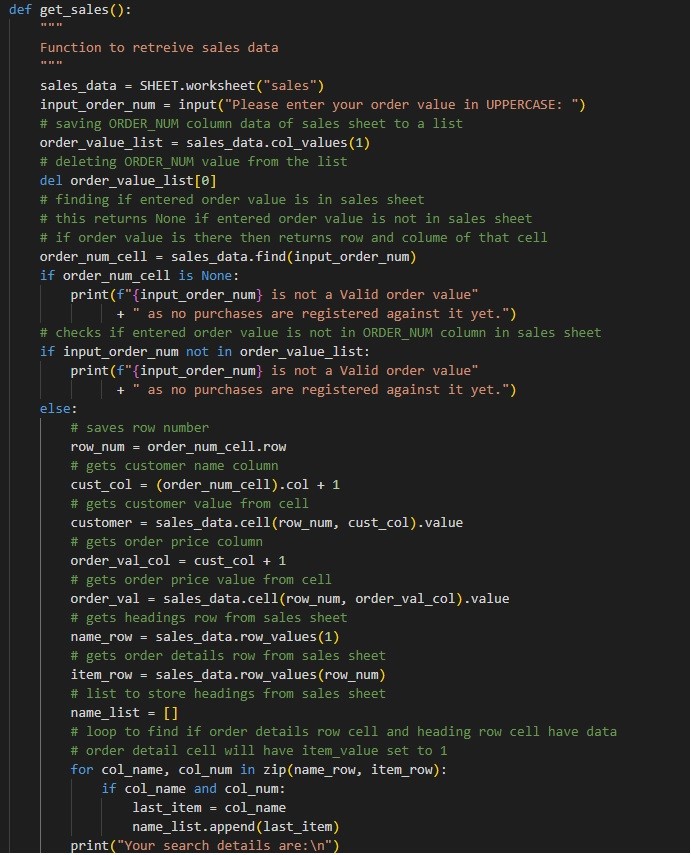 def get_sales():
    """
    Function to retreive sales data
    """
    sales_data = SHEET.worksheet("sales")
    input_order_num = input("Please enter your order value in UPPERCASE: ")
    # saving ORDER_NUM column data of sales sheet to a list
    order_value_list = sales_data.col_values(1)
    # deleting ORDER_NUM value from the list
    del order_value_list[0]
    # finding if entered order value is in sales sheet
    # this returns None if entered order value is not in sales sheet
    # if order value is there then returns row and colume of that cell
    order_num_cell = sales_data.find(input_order_num)
    if order_num_cell is None:
        print(f"{input_order_num} is not a Valid order value"
              + " as no purchases are registered against it yet.")
    # checks if entered order value is not in ORDER_NUM column in sales sheet
    if input_order_num not in order_value_list:
        print(f"{input_order_num} is not a Valid order value"
              + " as no purchases are registered against it yet.")
    else:
        # saves row number
        row_num = order_num_cell.row
        # gets customer name column
        cust_col = (order_num_cell).col + 1
        # gets customer value from cell
        customer = sales_data.cell(row_num, cust_col).value
        # gets order price column
        order_val_col = cust_col + 1
        # gets order price value from cell
        order_val = sales_data.cell(row_num, order_val_col).value
        # gets headings row from sales sheet
        name_row = sales_data.row_values(1)
        # gets order details row from sales sheet
        item_row = sales_data.row_values(row_num)
        # list to store headings from sales sheet
        name_list = []
        # loop to find if order details row cell and heading row cell have data
        # order detail cell will have item_value set to 1
        for col_name, col_num in zip(name_row, item_row):
            if col_name and col_num:
                last_item = col_name
                name_list.append(last_item)
        print("Your search details are:\n")